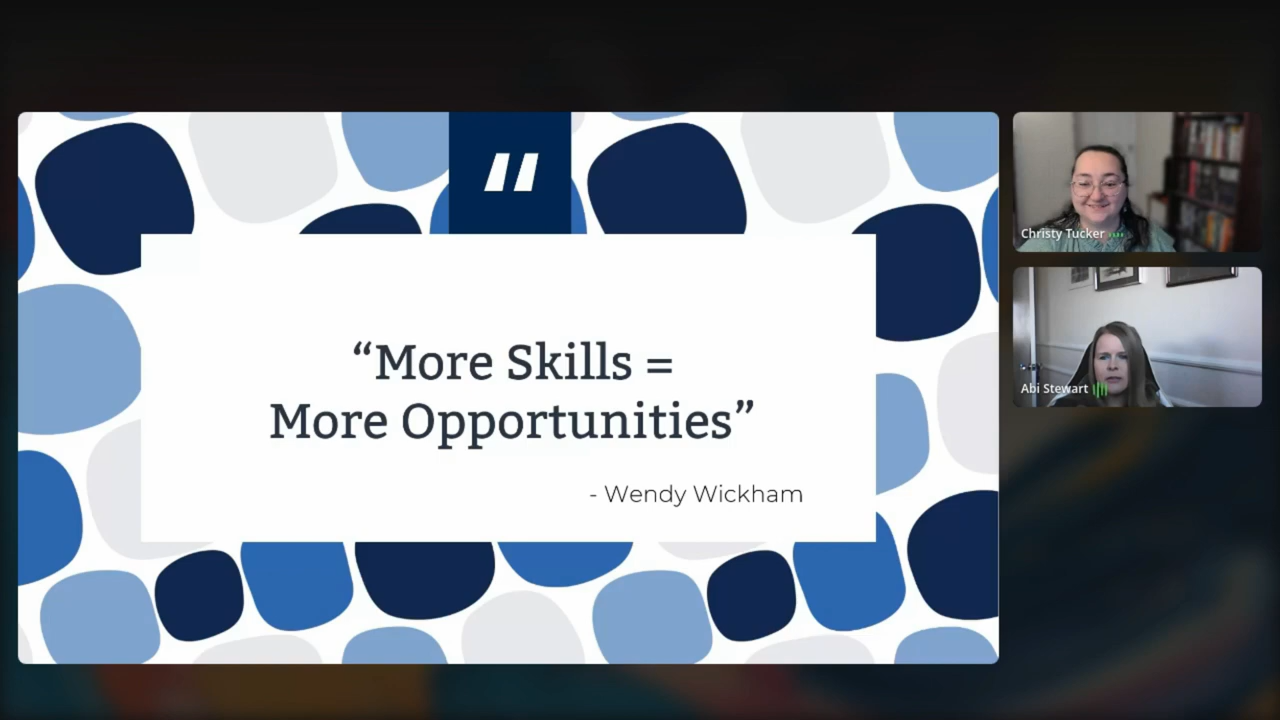 “More Skills =
More Opportunities”
- Wendy Wickham
Christy Tucker
Abi Stewart